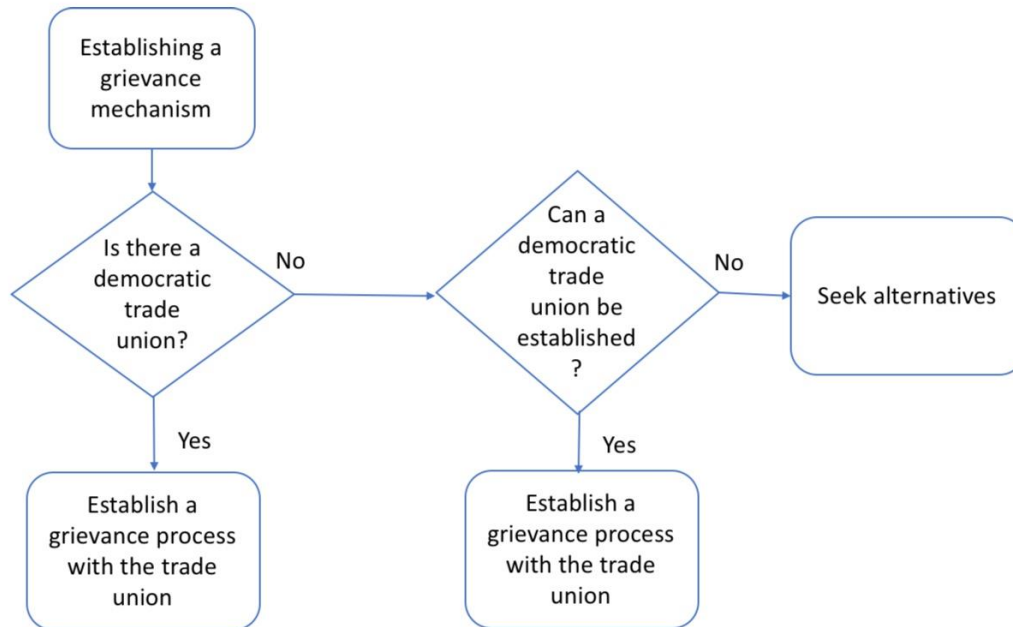 Establishing a
grievance
mechanism
Is there a
democratic
trade
union?
No
Can a
democratic
trade
union be
established
?
No
Seek alternatives
Yes
Yes
Establish a
grievance process
with the trade
union
Establish a
grievance process
with the trade
union